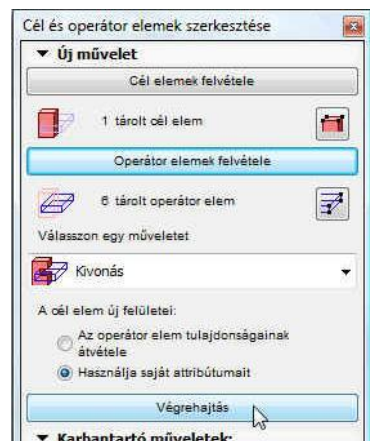 Cél és operátor elemek szerkesztése
Új művelet
Cél elemek felvétele
1 tárolt cél elem
Operátor elemek felvétele
6 tárolt operátor elem
Válasszon egy műveletet
Kivonás
A cél elem új felületei:
Az operátor elem tulajdonságainak
átvétele
Használja saját attribútumait
Végrehajtás
Karbantartó műveletek: